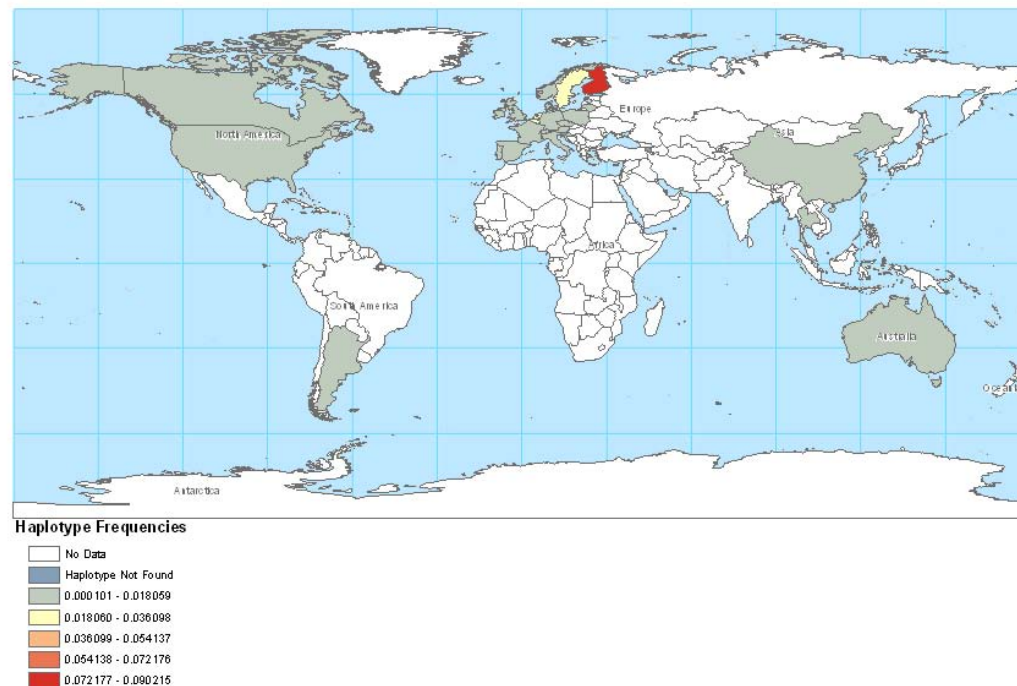 Europe
North America
Asia
Africa
South America
Australia
Antarctica
Haplotype Frequencies
No Data
Haplotype Not Found
0.000101 - 0.018059
0.018060 - 0.036098
0.036099 - 0.054137
0.054138 - 0.072176
0.072177 - 0.090215